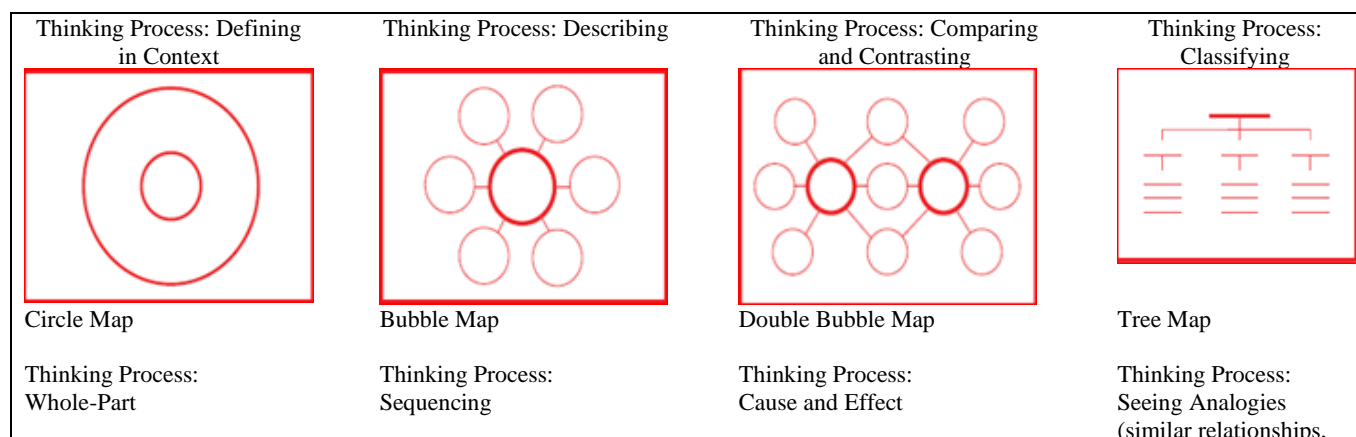 Thinking Process: Defining
in Context
Thinking Process: Describing
Thinking Process: Comparing
and Contrasting
Thinking Process:
Classifying
Circle Map
Bubble Map
Double Bubble Map
Tree Map
Thinking Process:
Whole-Part
Thinking Process:
Sequencing
Thinking Process:
Cause and Effect
Thinking Process:
Seeing Analogies
(similar relationships,